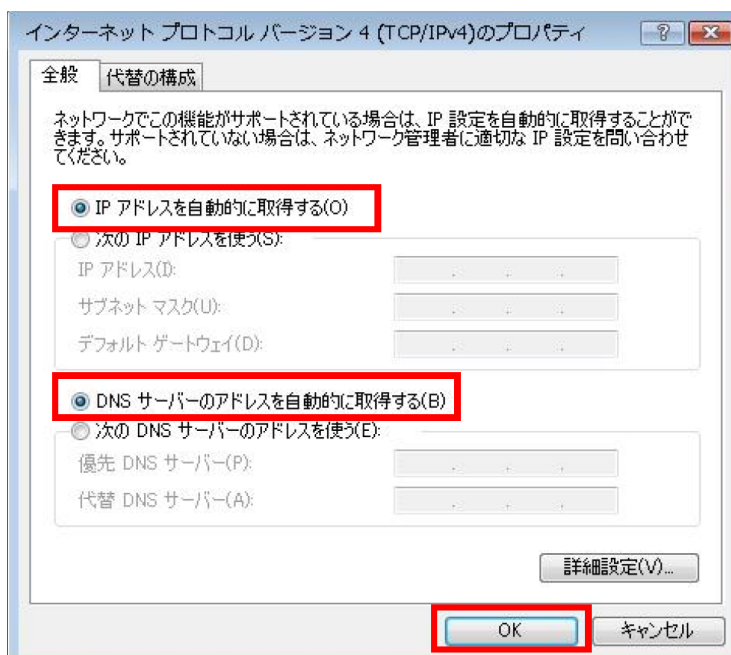 インターネット プロトコル バージョン 4 (TCP/IPv4)のプロパティ
全般
代替の構成
ネットワークでこの機能がサポートされている場合は、IP 設定を自動的に取得することがで
きます。サポートされていない場合は、ネットワーク管理者に適切な IP 設定を問い合わせ
てください。
IP アドレスを自動的に取得する(O)
次の IP アドレスを使う(S):
IP アドレス(I):
サブネット マスク(U):
デフォルト ゲートウェイ(D):
DNS サーバーのアドレスを自動的に取得する(B)
次の DNS サーバーのアドレスを使う(E):
優先 DNS サーバー(P):
代替 DNS サーバー(A):
詳細設定(V)...
OK
キャンセル